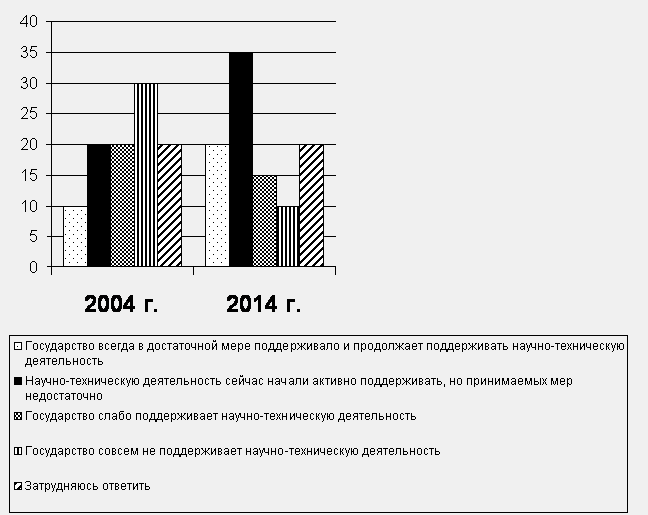 40
35
30
25
20
15
10
5
0
2004 г. 2014 г.
Государство всегда в достаточной мере поддерживало и продолжает поддерживать научно-техническую
деятельность
Научно-техническую деятельность сейчас начали активно поддерживать, но принимаемых мер
недостаточно
Государство слабо поддерживает научно-техническую деятельность
Государство совсем не поддерживает научно-техническую деятельность
Затрудняюсь ответить